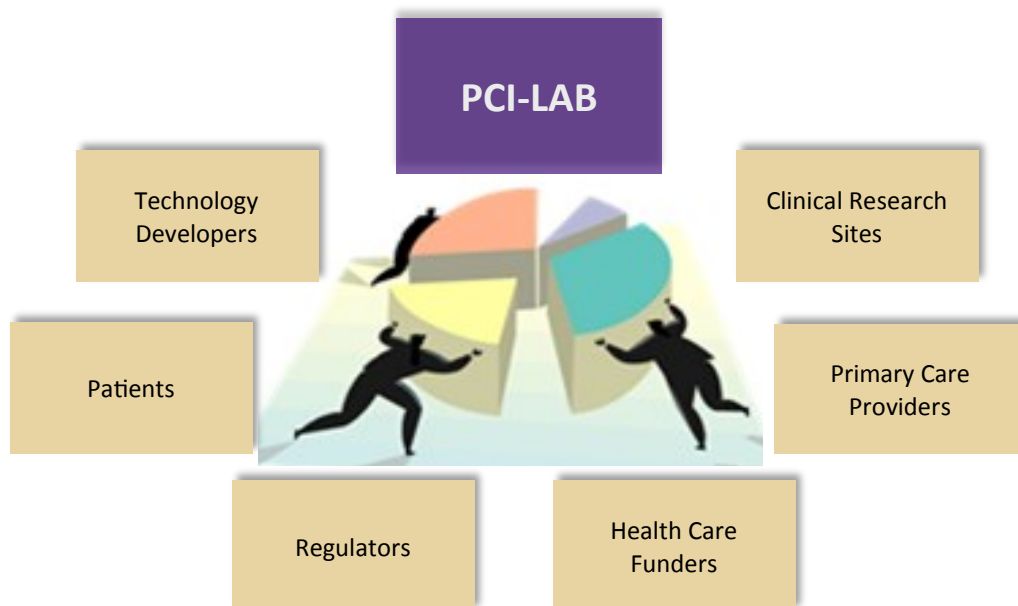 PCI-LAB
Technology
Developers
Clinical Research
Sites
Patients
Primary Care
Providers
Regulators
Health Care
Funders